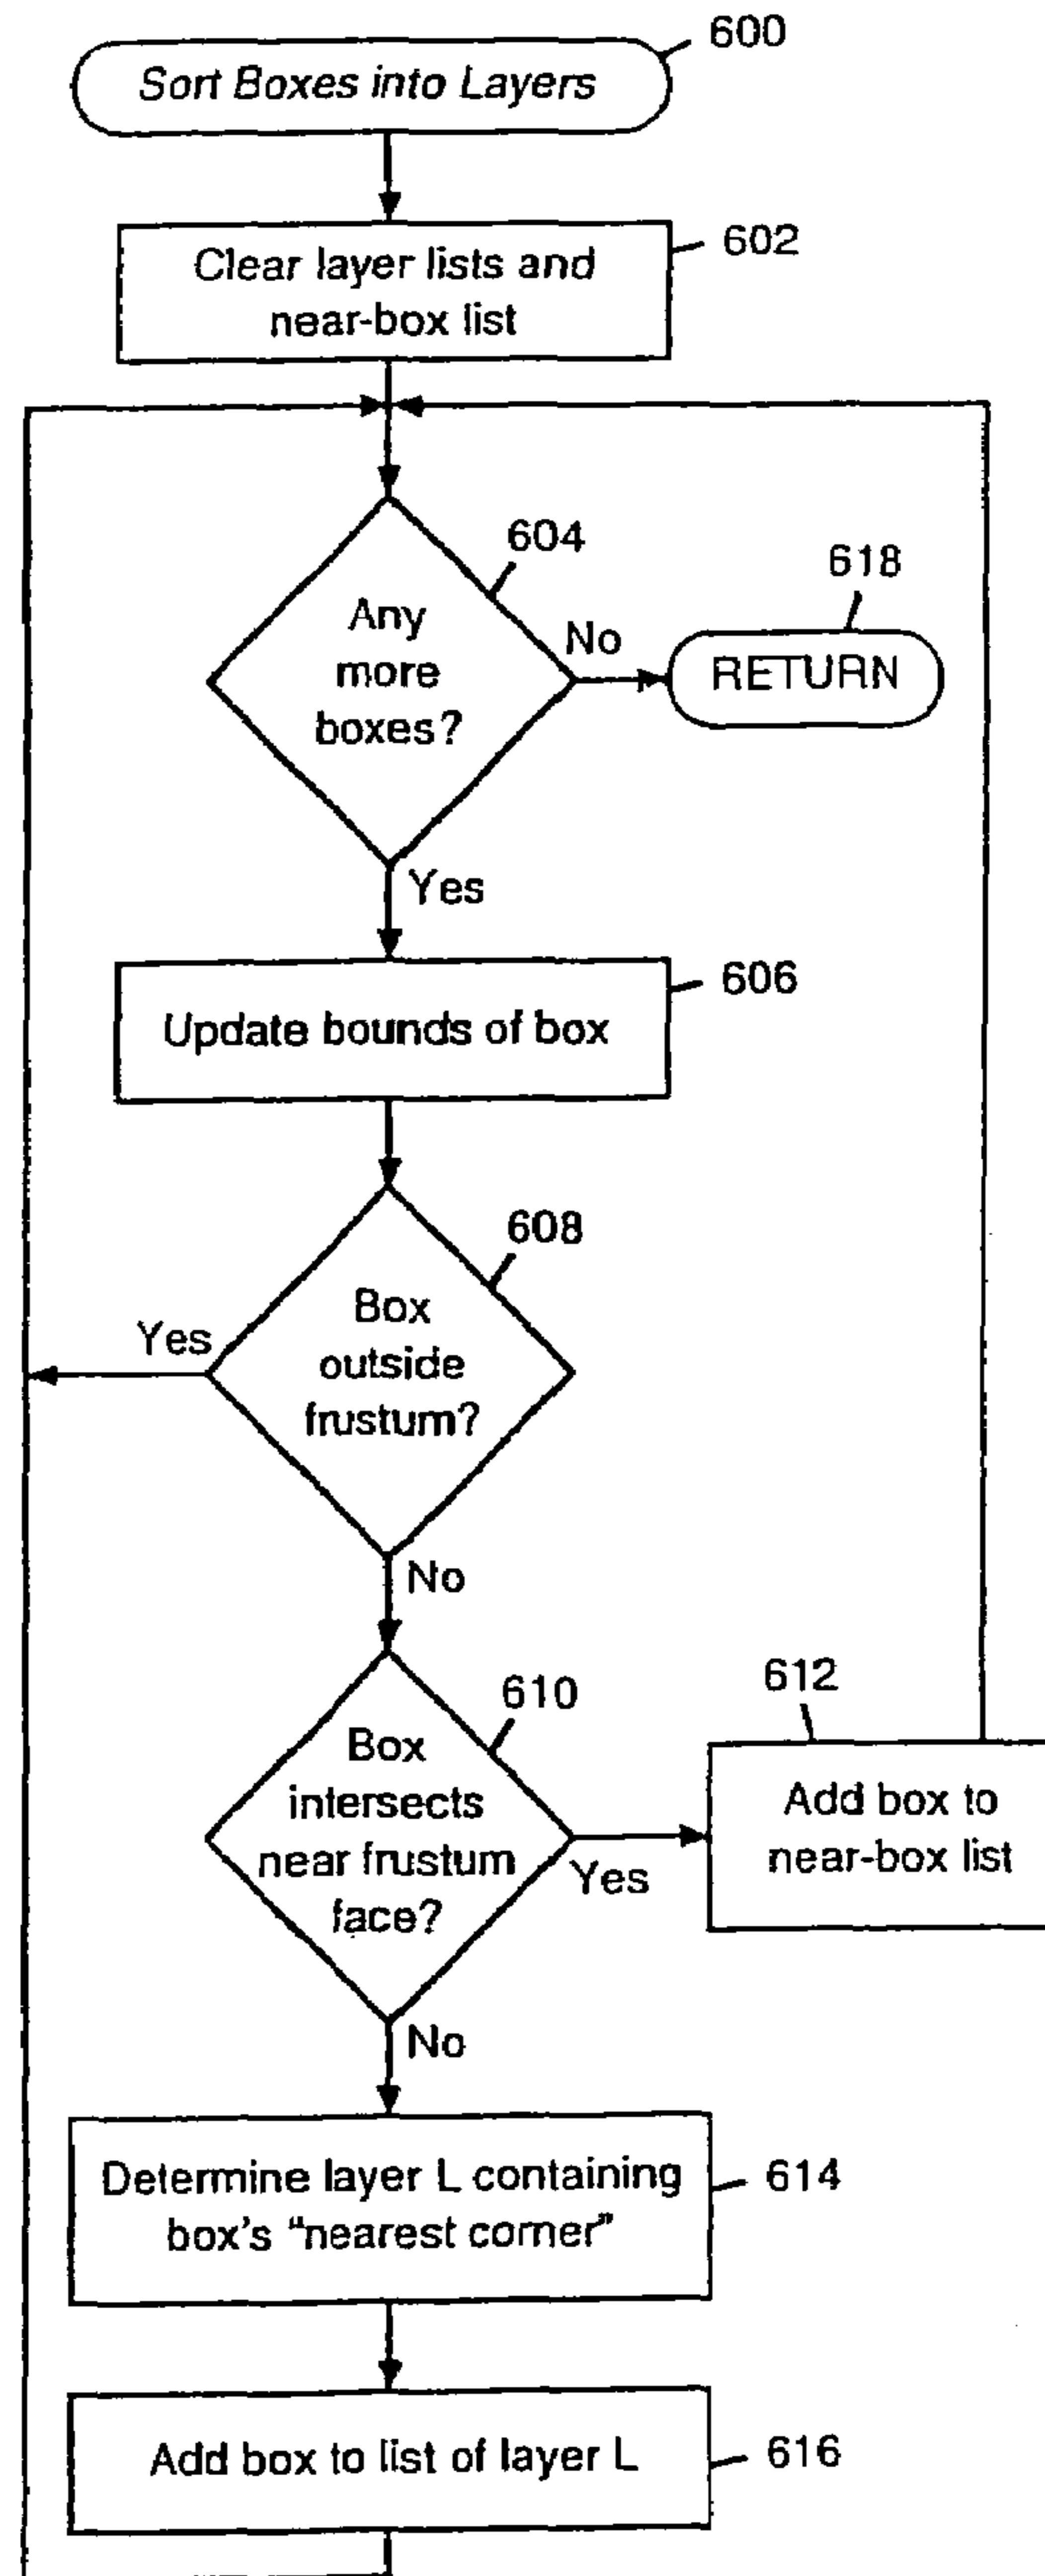 600
Sort Boxes into Layers
602
Clear layer lists and
near-box list
604
Any
more
boxes?
No
618
RETURN
Yes
606
Update bounds of box
608
Box
outside
frustum?
Yes
No
610
Box
intersects
near frustum
face?
Yes
612
Add box to
near-box list
No
Determine layer L containing
box's “nearest corner”
614
Add box to list of layer L
616